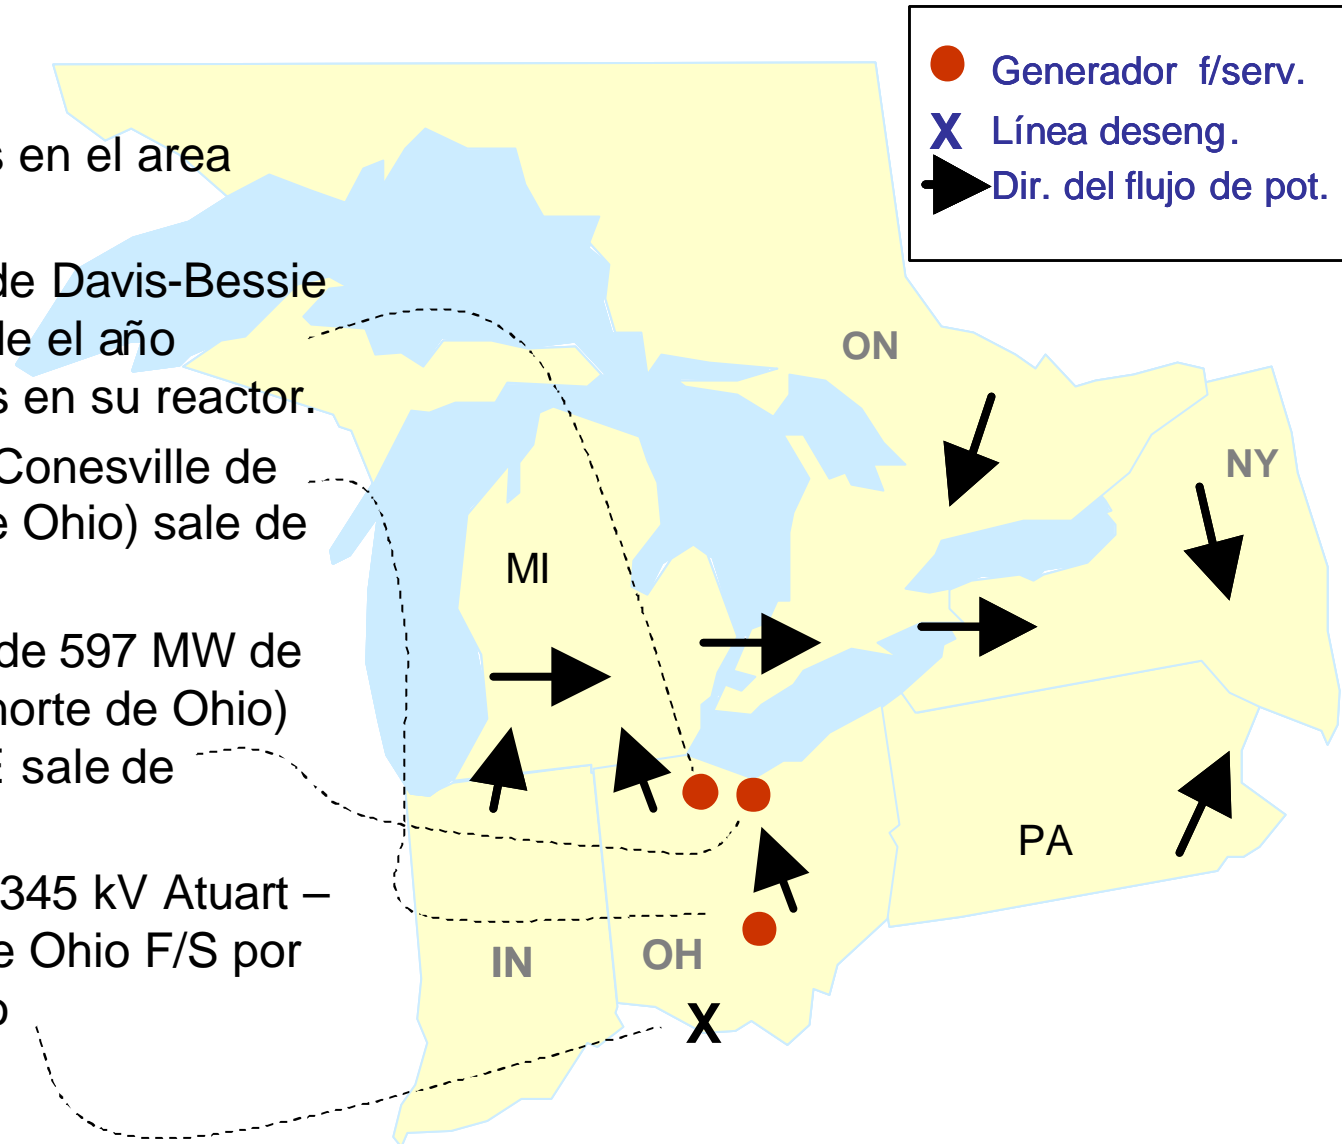 Generador f/serv.
X Línea deseng.
Dir. del flujo de pot.
s en el area
de Davis-Bessie
le el año
s en su reactor.
Conesville de
e Ohio) sale de
de 597 MW de
norte de Ohio)
E sale de
345 kV Atuart –
e Ohio F/S por
o
ON
NY
MI
PA
IN
OH
X